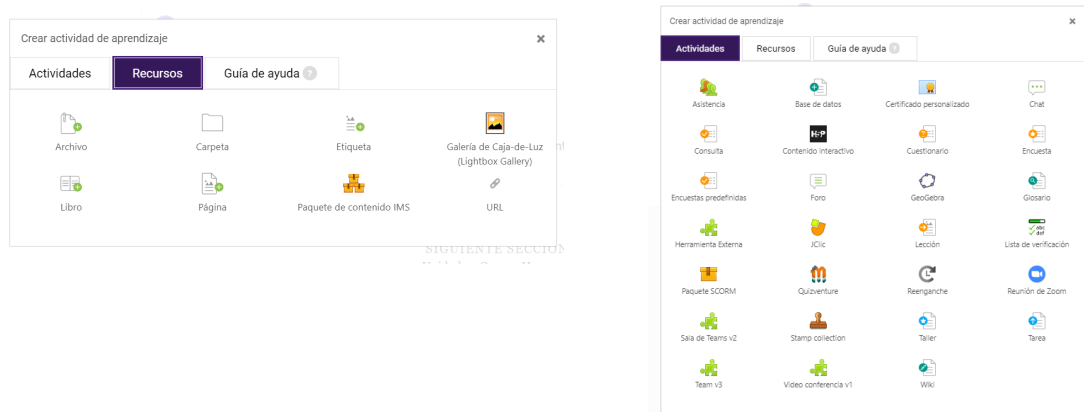 Crear actividad de aprendizaje
Actividades Recursos Guía de ayuda ?
Archivo Carpeta Etiqueta Galería de Caja-de-Luz
(Lightbox Gallery)
Libro Página Paquete de contenido IMS URL
SIGUIENTE SECCIÓN
Crear actividad de aprendizaje
Actividades Recursos Guía de ayuda ?
Asistencia Base de datos Certificado personalizado Chat
H5P
Consulta Contenido interactivo Cuestionario Encuesta
Encuestas predefinidas Foro GeoGebra Glosario
abc
def
Herramienta Externa JClic Lección Lista de verificación
Paquete SCORM Quizventure Reenganche Reunión de Zoom
Sala de Teams v2 Stamp collection Taller Tarea
Team v3 Video conferencia v1 Wiki